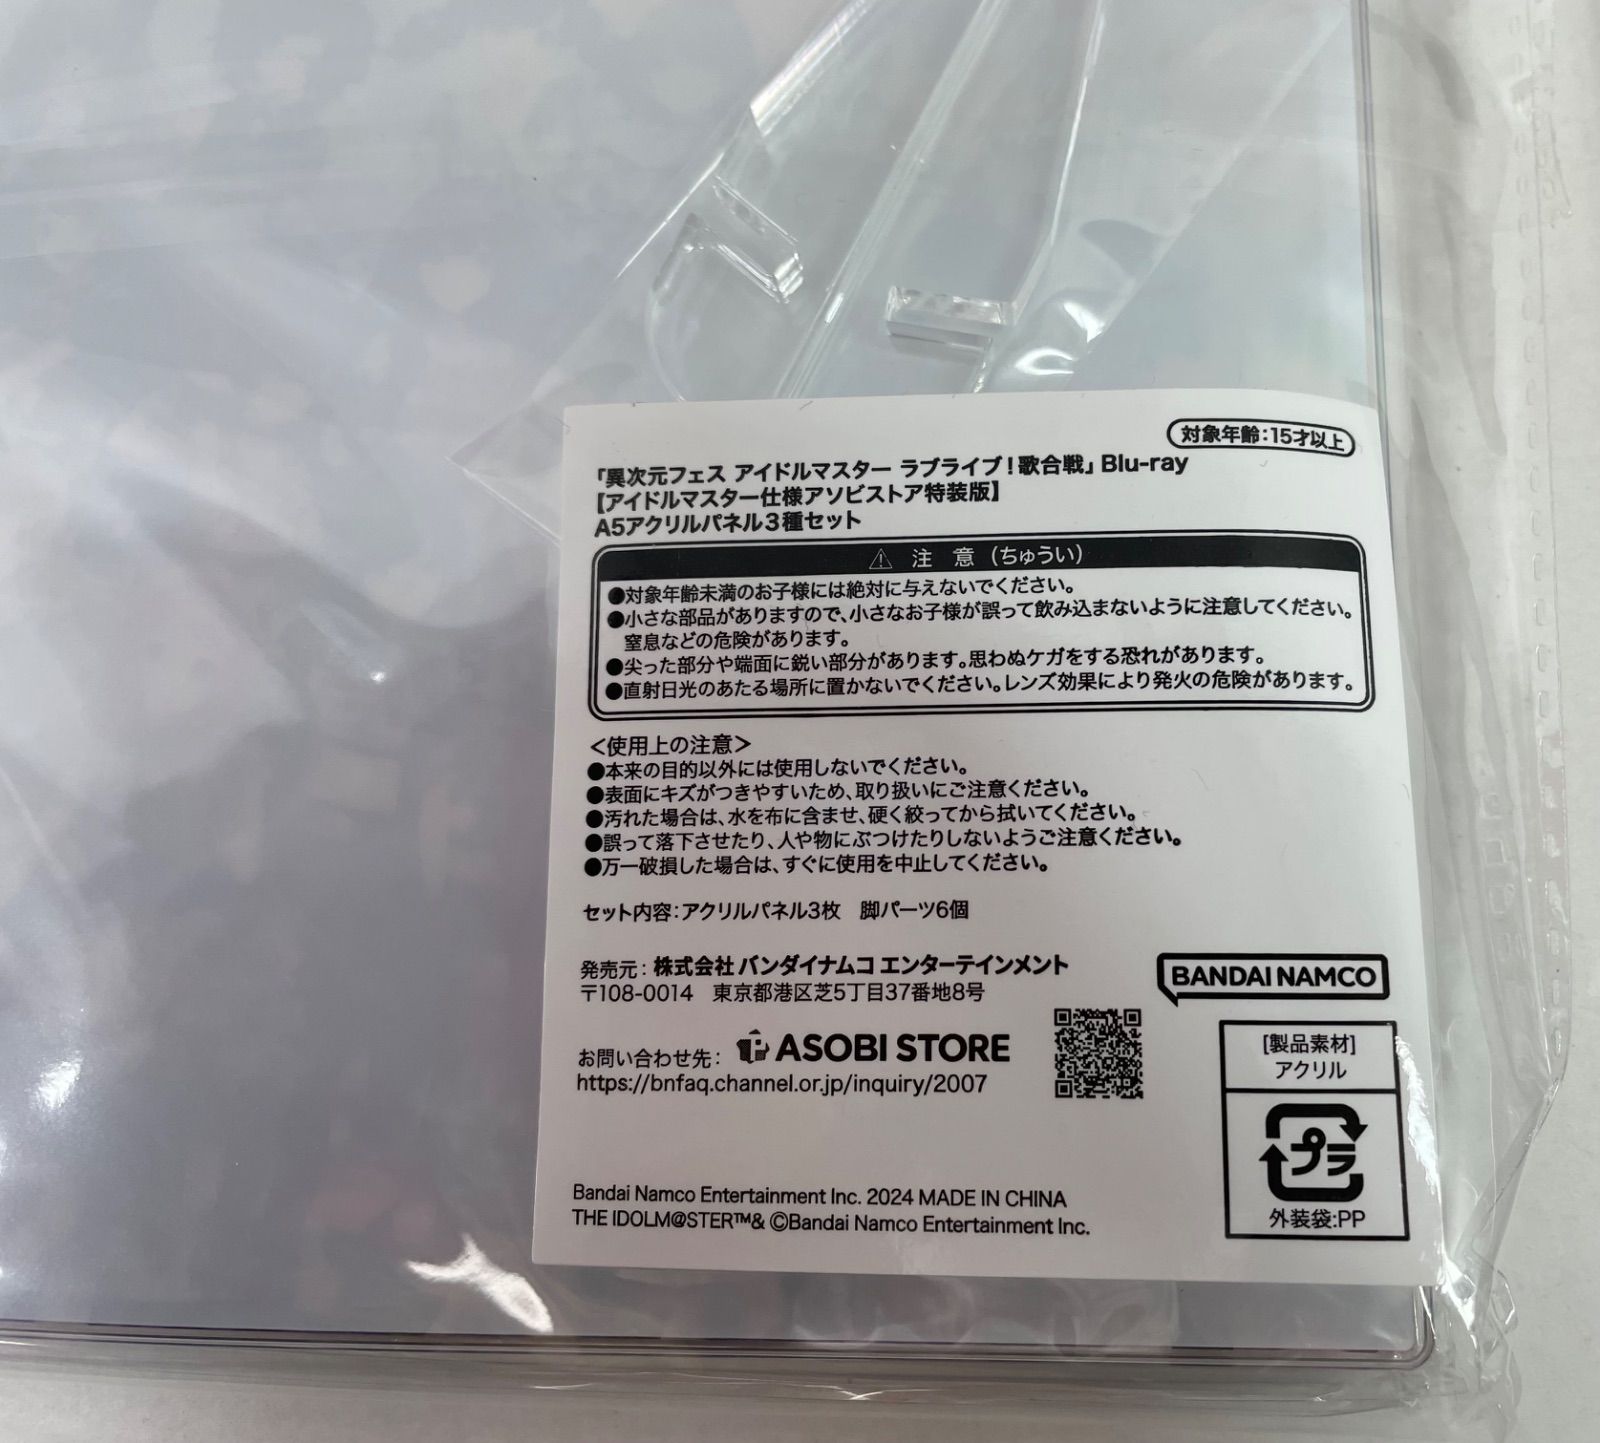 対象年齢:15才以上
「異次元フェス アイドルマスター ラブライブ!歌合戦」Blu-ray
【アイドルマスター仕様アソビストア特装版】
A5アクリルパネル3種セット
⚠ 注 意 (ちゅうい)
●対象年齢未満のお子様には絶対に与えないでください。
●小さな部品がありますので、小さなお子様が誤って飲み込まないように注意してください。
窒息などの危険があります。
●尖った部分や端面に鋭い部分があります。思わぬケガをする恐れがあります。
●直射日光のあたる場所に置かないでください。レンズ効果により発火の危険があります。
<使用上の注意>
●本来の目的以外には使用しないでください。
●表面にキズがつきやすいため、取り扱いにご注意ください。
●汚れた場合は、水を布に含ませ、硬く絞ってから拭いてください。
●誤って落下させたり、人や物にぶつけたりしないようご注意ください。
●万一破損した場合は、すぐに使用を中止してください。
セット内容:アクリルパネル3枚 脚パーツ6個
発売元:株式会社バンダイナムコエンターテインメント
〒108-0014 東京都港区芝5丁目37番地8号
BANDAI NAMCO
お問い合わせ先: ASOBI STORE
https://bnfaq.channel.or.jp/inquiry/2007
[製品素材]
アクリル
プラ
外装袋:PP
Bandai Namco Entertainment Inc. 2024 MADE IN CHINA
THE IDOLM@STER™& ©Bandai Namco Entertainment Inc.